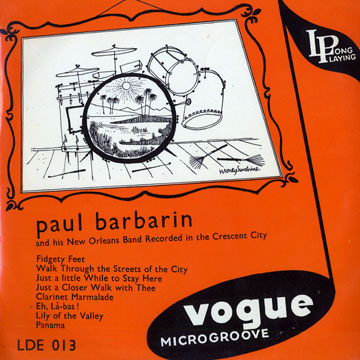 LP
LONG
PLAYING
moneysunshine.
paul barbarin
and his New Orleans Band Recorded in the Crescent City
Fidgety Feet
Walk Through the Streets of the City
Just a little While to Stay Here
Just a Closer Walk with Thee
Clarinet Marmalade
Eh, Là-bas!
Lily of the Valley
Panama
LDE 013
vogue
MICROGROOVE